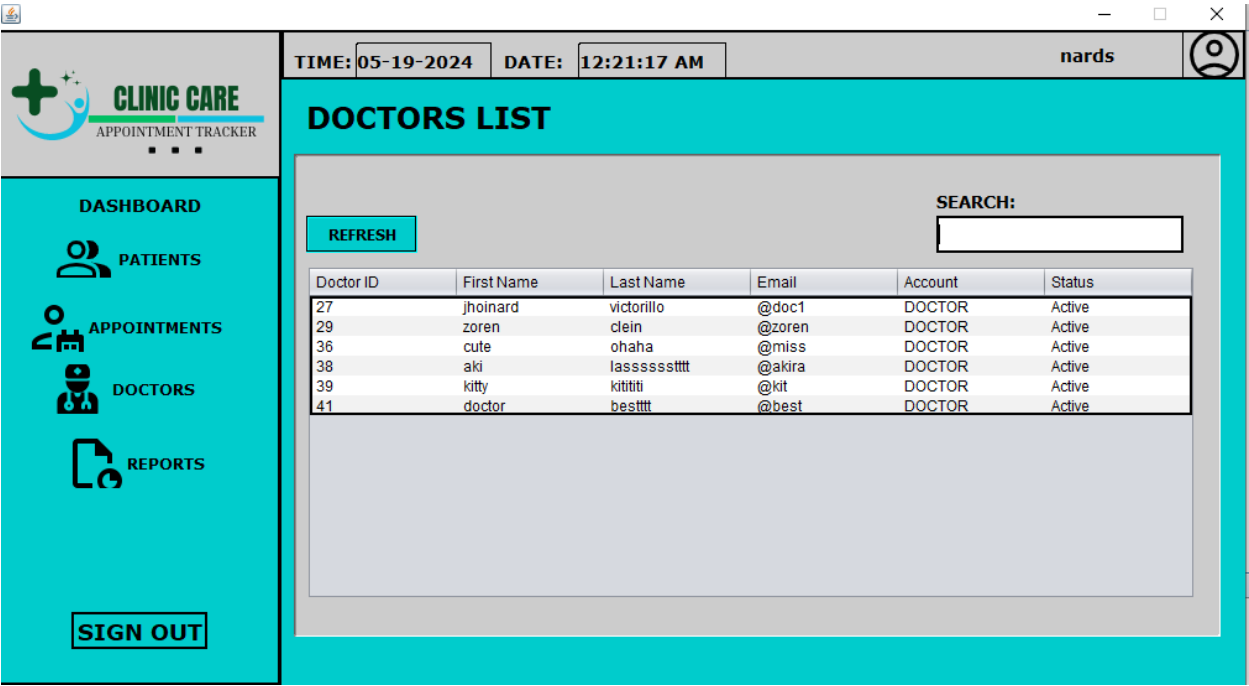 TIME: 05-19-2024 DATE: 12:21:17 AM nards
CLINIC CARE
APPOINTMENT TRACKER
DOCTORS LIST
DASHBOARD
PATIENTS
APPOINTMENTS
DOCTORS
REPORTS
SIGN OUT
SEARCH:
REFRESH
Doctor ID First Name Last Name Email Account Status
27 jhoinard victorillo @doc1 DOCTOR Active
29 zoren clein @zoren DOCTOR Active
36 cute ohaha @miss DOCTOR Active
38 aki lasssssstttt @akira DOCTOR Active
39 kitty kitititi @kit DOCTOR Active
41 doctor bestttt @best DOCTOR Active